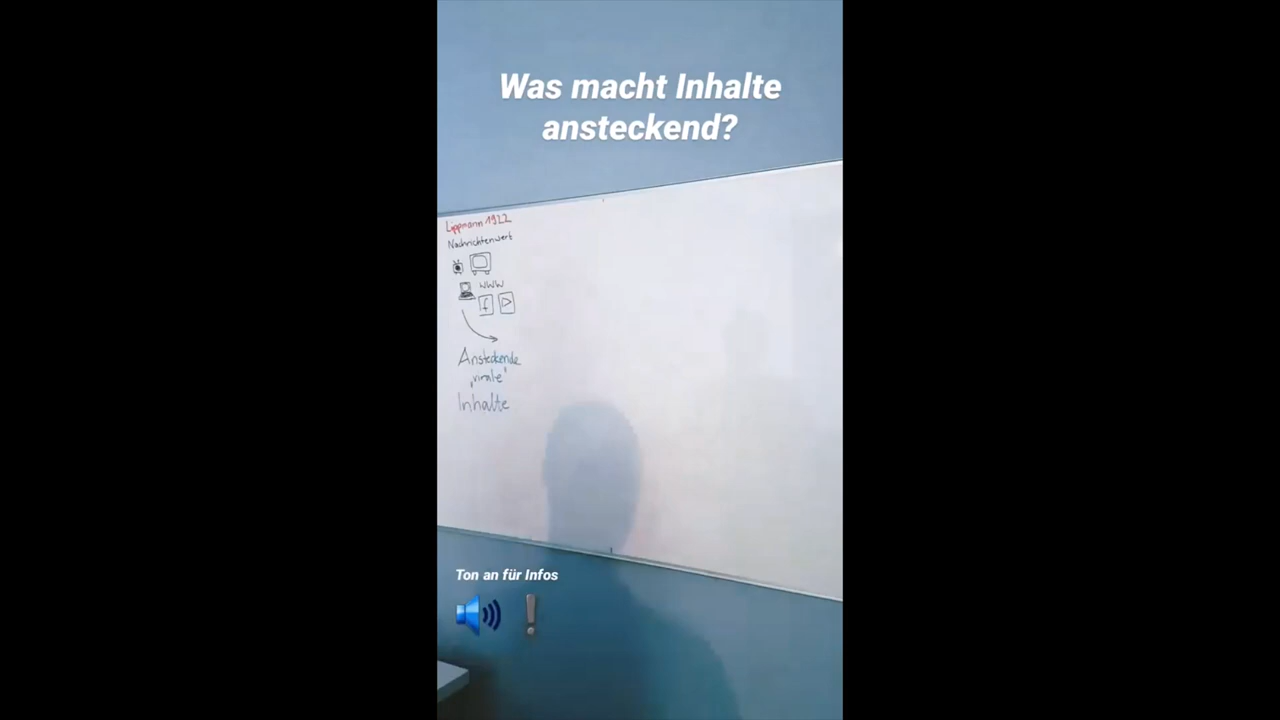 Was macht Inhalte
ansteckend?
Lippmann 1922
Nachrichtenwert
WWW
f
Ansteckende
„virale"
Inhalte
Ton an für Infos